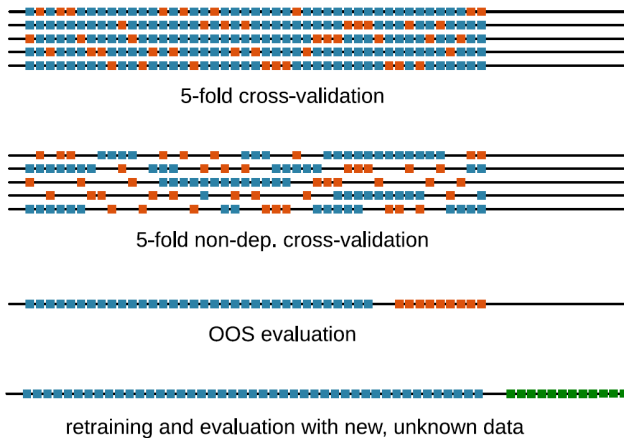 5-fold cross-validation
5-fold non-dep. cross-validation
OOS evaluation
retraining and evaluation with new, unknown data